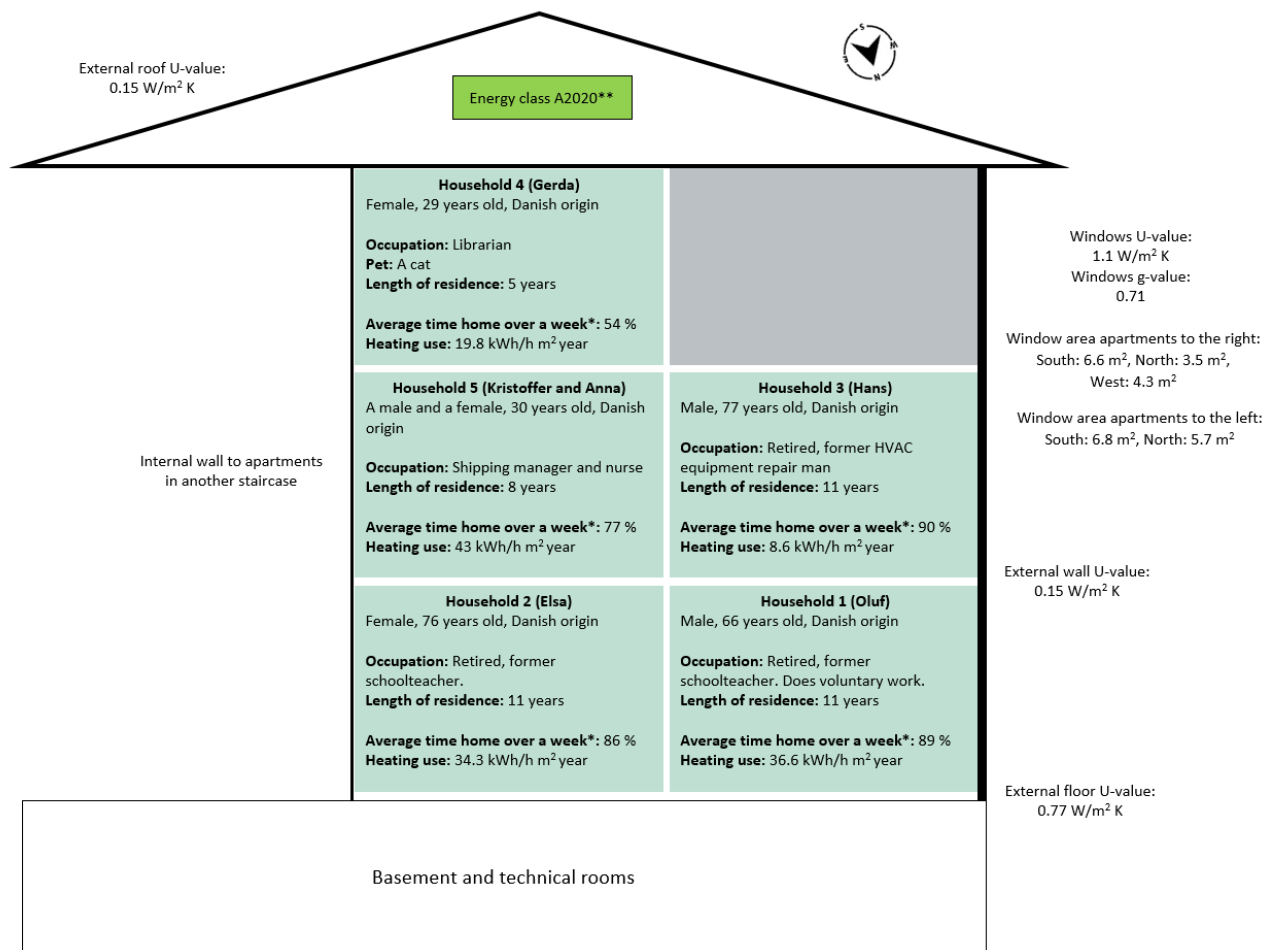 External roof U-value:
0.15 W/m² K
Energy class A2020**
S
W
E
N
Household 4 (Gerda)
Female, 29 years old, Danish origin
Occupation: Librarian
Pet: A cat
Length of residence: 5 years
Average time home over a week*: 54 %
Heating use: 19.8 kWh/h m² year
Windows U-value:
1.1 W/m² K
Windows g-value:
0.71
Window area apartments to the right:
South: 6.6 m², North: 3.5 m²,
West: 4.3 m²
Window area apartments to the left:
South: 6.8 m², North: 5.7 m²
Internal wall to apartments
in another staircase
Household 5 (Kristoffer and Anna)
A male and a female, 30 years old, Danish
origin
Occupation: Shipping manager and nurse
Length of residence: 8 years
Average time home over a week*: 77 %
Heating use: 43 kWh/h m² year
Household 3 (Hans)
Male, 77 years old, Danish origin
Occupation: Retired, former HVAC
equipment repair man
Length of residence: 11 years
Average time home over a week*: 90 %
Heating use: 8.6 kWh/h m² year
External wall U-value:
0.15 W/m² K
Household 2 (Elsa)
Female, 76 years old, Danish origin
Occupation: Retired, former
schoolteacher.
Length of residence: 11 years
Average time home over a week*: 86 %
Heating use: 34.3 kWh/h m² year
Household 1 (Oluf)
Male, 66 years old, Danish origin
Occupation: Retired, former
schoolteacher. Does voluntary work.
Length of residence: 11 years
Average time home over a week*: 89 %
Heating use: 36.6 kWh/h m² year
External floor U-value:
0.77 W/m² K
Basement and technical rooms